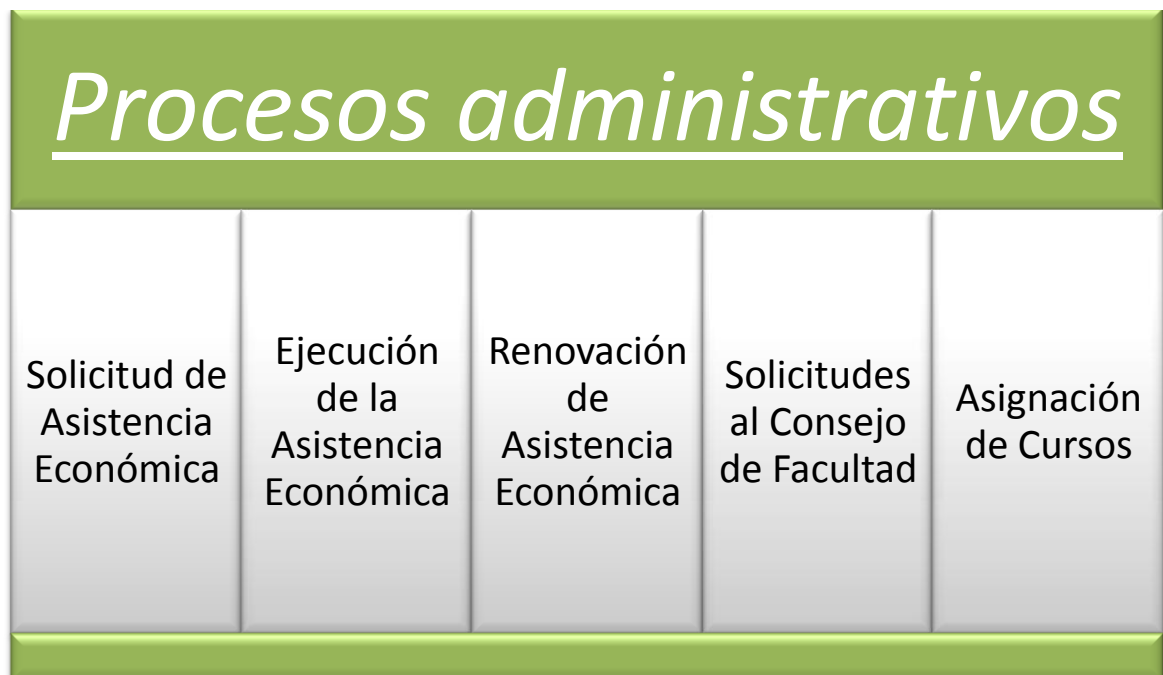 Procesos administrativos
Solicitud de
Asistencia
Económica
Ejecución
de la
Asistencia
Económica
Renovación
de
Asistencia
Económica
Solicitudes
al Consejo
de Facultad
Asignación
de Cursos